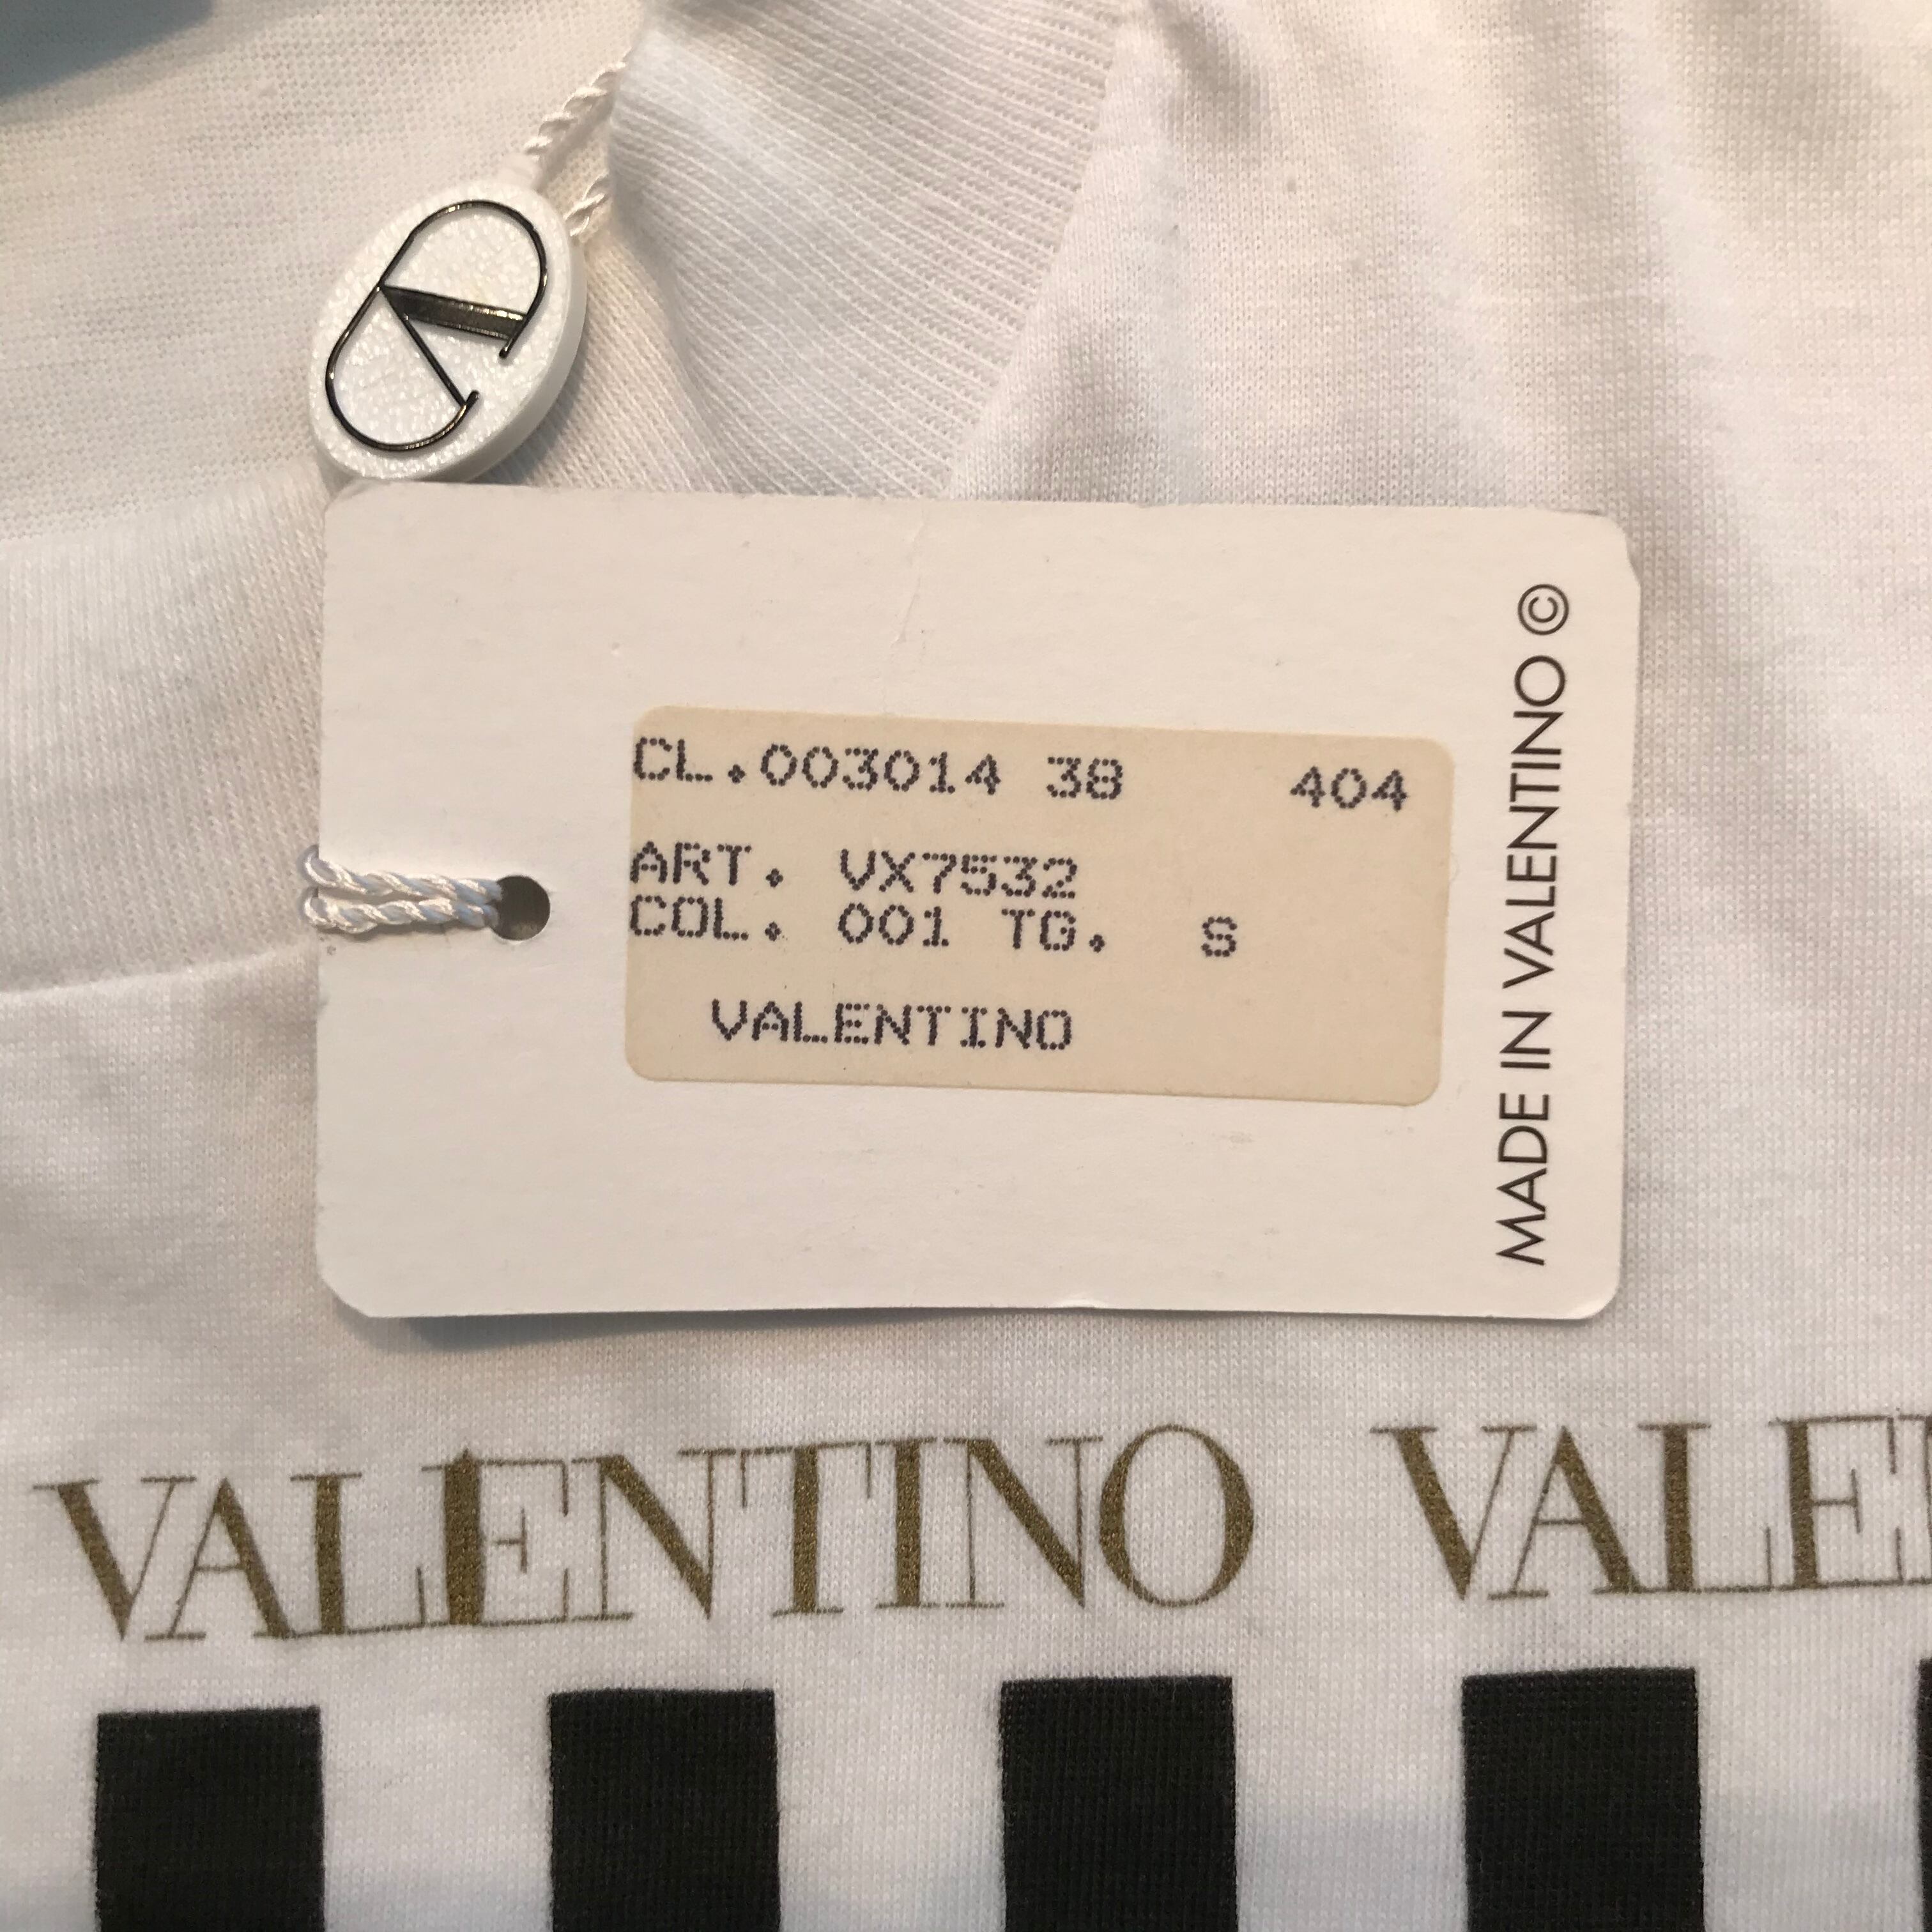 CL.003014 38 404
ART. VX7532
COL. 001 TG. S
VALENTINO
MADE IN VALENTINO ©
VALENTINO VALE